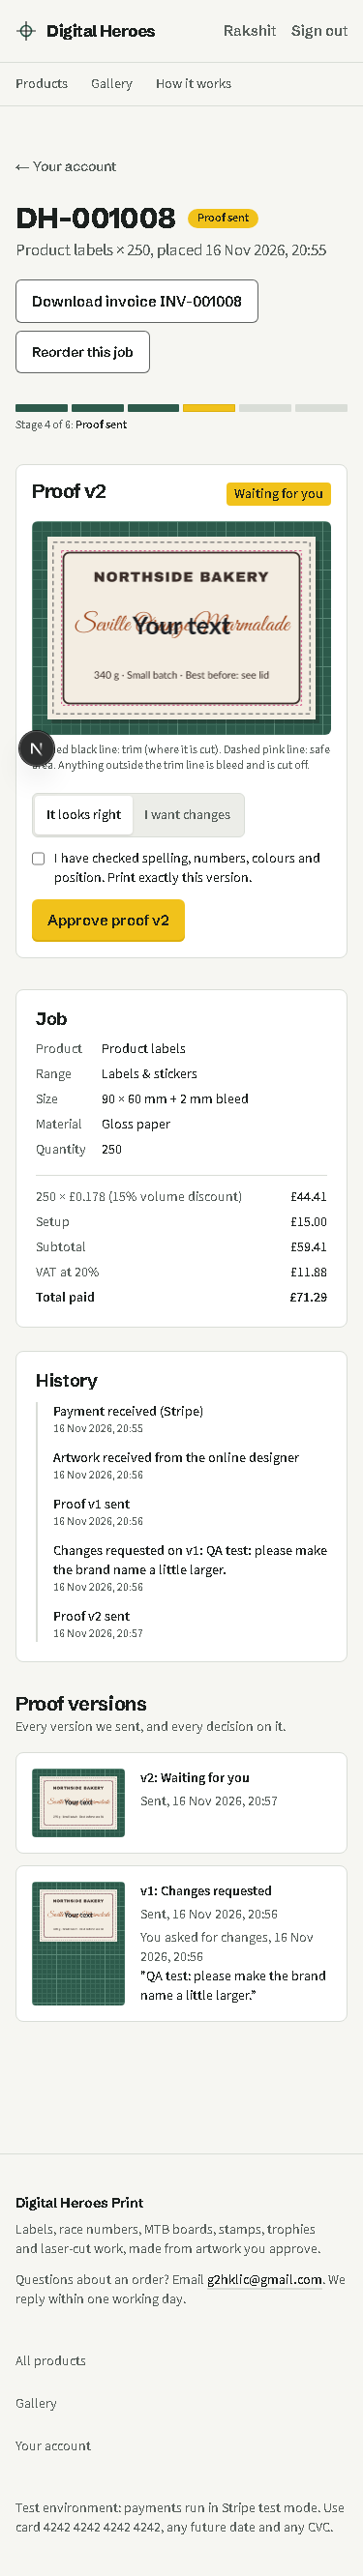 Digital Heroes
Rakshit
Sign out
Products
Gallery
How it works
← Your account
DH-001008
Proof sent
Product labels × 250, placed 16 Nov 2026, 20:55
Download invoice INV-001008
Reorder this job
Stage 4 of 6: Proof sent
Proof v2
Waiting for you
NORTHSIDE BAKERY
Seville Orange Marmalade
Your text
340 g · Small batch · Best before: see lid
N
ed black line: trim (where it is cut). Dashed pink line: safe
area. Anything outside the trim line is bleed and is cut off.
It looks right
I want changes
I have checked spelling, numbers, colours and
position. Print exactly this version.
Approve proof v2
Job
Product Product labels
Range Labels & stickers
Size 90 × 60 mm + 2 mm bleed
Material Gloss paper
Quantity 250
250 × £0.178 (15% volume discount) £44.41
Setup £15.00
Subtotal £59.41
VAT at 20% £11.88
Total paid £71.29
History
Payment received (Stripe)
16 Nov 2026, 20:55
Artwork received from the online designer
16 Nov 2026, 20:56
Proof v1 sent
16 Nov 2026, 20:56
Changes requested on v1: QA test: please make
the brand name a little larger.
16 Nov 2026, 20:56
Proof v2 sent
16 Nov 2026, 20:57
Proof versions
Every version we sent, and every decision on it.
NORTHSIDE BAKERY
Your text
v2: Waiting for you
Sent, 16 Nov 2026, 20:57
NORTHSIDE BAKERY
Your text
v1: Changes requested
Sent, 16 Nov 2026, 20:56
You asked for changes, 16 Nov
2026, 20:56
"QA test: please make the brand
name a little larger."
Digital Heroes Print
Labels, race numbers, MTB boards, stamps, trophies
and laser-cut work, made from artwork you approve.
Questions about an order? Email g2hklic@gmail.com. We
reply within one working day.
All products
Gallery
Your account
Test environment: payments run in Stripe test mode. Use
card 4242 4242 4242 4242, any future date and any CVC.